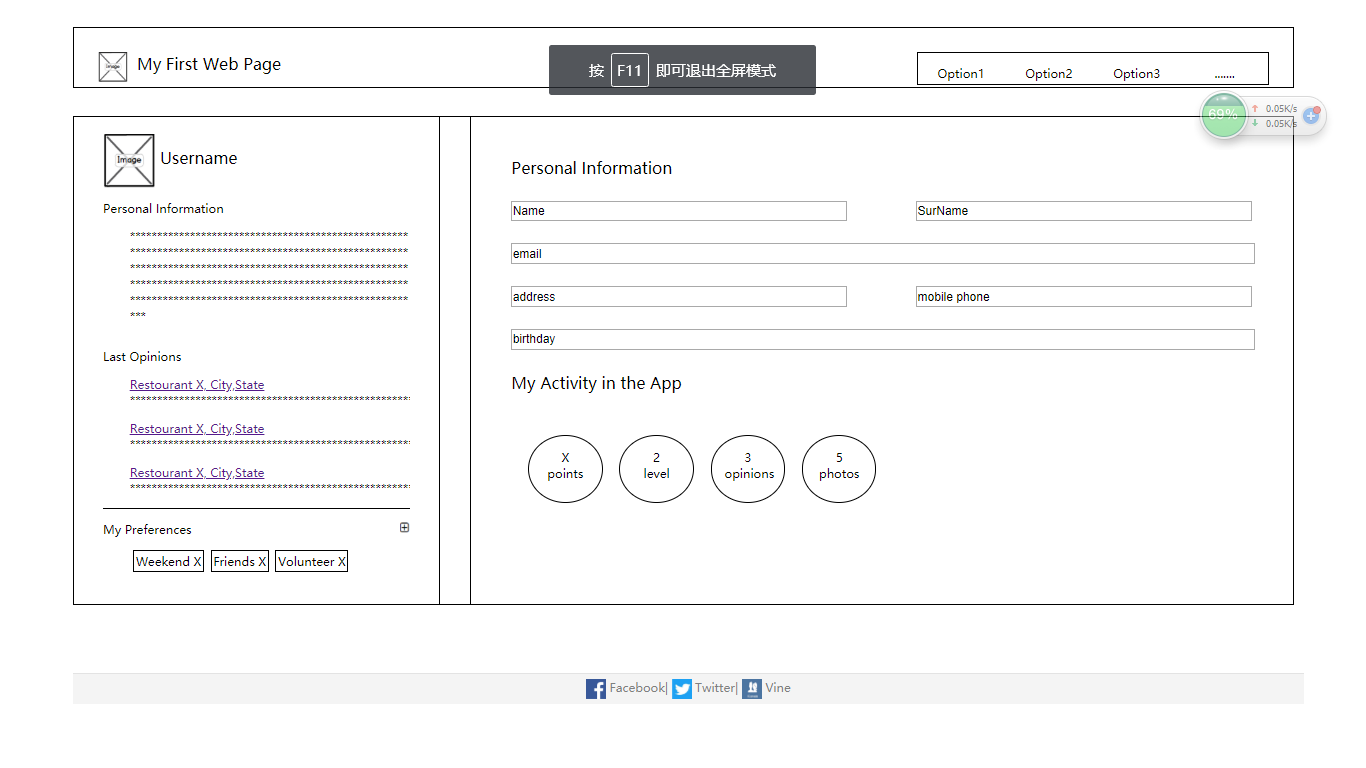 Image
My First Web Page
按 F11 即可退出全屏模式
Option1 Option2 Option3 .......
69%
↑ 0.05K/s
↓ 0.05K/s
Image
Username
Personal Information
****************************************************
****************************************************
****************************************************
****************************************************
****************************************************
***
Last Opinions
Restourant X, City,State
****************************************************
Restourant X, City,State
****************************************************
Restourant X, City,State
****************************************************
My Preferences
Weekend X Friends X Volunteer X
Personal Information
Name SurName
email
address mobile phone
birthday
My Activity in the App
X
points
2
level
3
opinions
5
photos
Facebook| Twitter| Vine